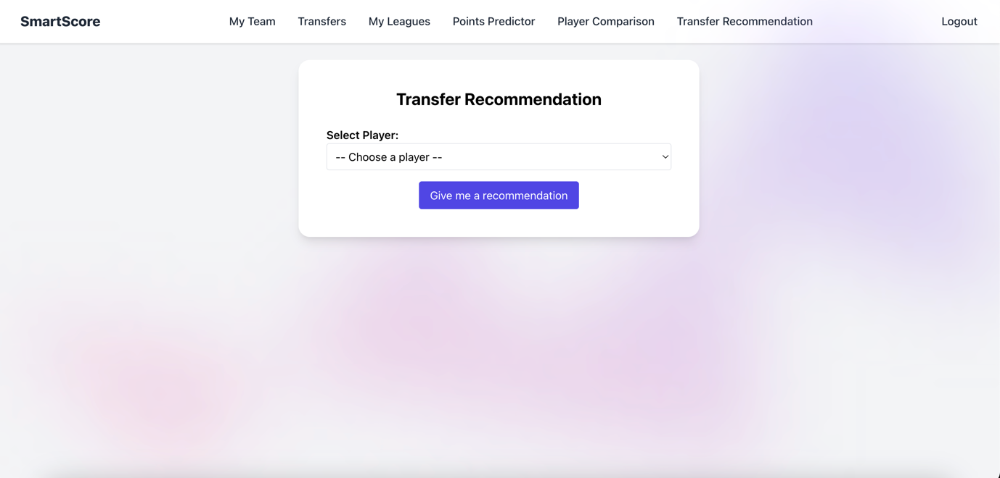 SmartScore My Team Transfers My Leagues Points Predictor Player Comparison Transfer Recommendation Logout
Transfer Recommendation
Select Player:
-- Choose a player --
Give me a recommendation